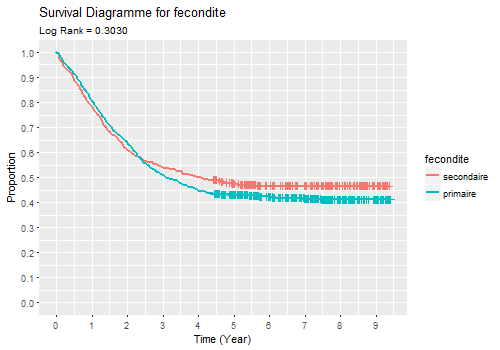 Survival Diagramme for fecondite
Log Rank = 0.3030
Proportion
1.0
0.9
0.8
0.7
0.6
0.5
0.4
0.3
0.2
0.1
0.0
0 1 2 3 4 5 6 7 8 9
Time (Year)
fecondite
secondaire
primaire